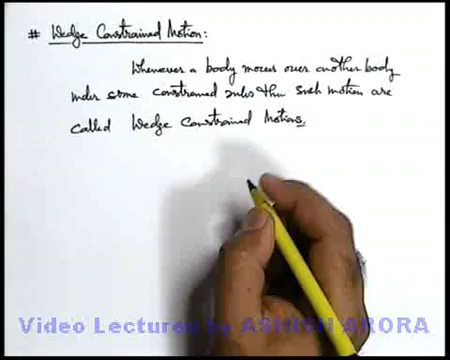 # Wedge Constrained Motion:
Whenever a body moves over another body
under some constrained rules then such motion are
called Wedge Constrained Motions.
Video Lectures by ASHISH ARORA